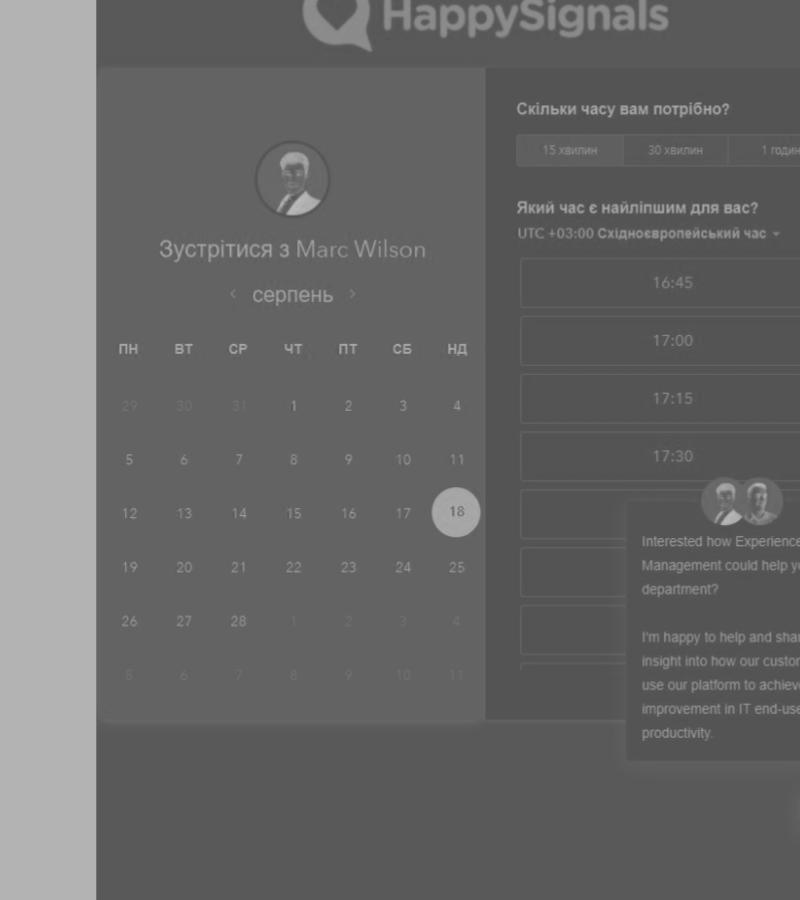 HappySignals
Зустрітися з Marc Wilson
серпень
ПН ВТ СР ЧТ ПТ СБ НД
29 30 31 1 2 3 4
5 6 7 8 9 10 11
12 13 14 15 16 17 18
19 20 21 22 23 24 25
26 27 28 1 2 3 4
5 6 7 8 9 10 11
Скільки часу вам потрібно?
15 хвилин 30 хвилин 1 годин
Який час є найліпшим для вас?
UTC +03:00 Східноєвропейський час
16:45
17:00
17:15
17:30
Interested how Experience
Management could help yo
department?
I'm happy to help and shar
insight into how our custom
use our platform to achieve
improvement in IT end-use
productivity.